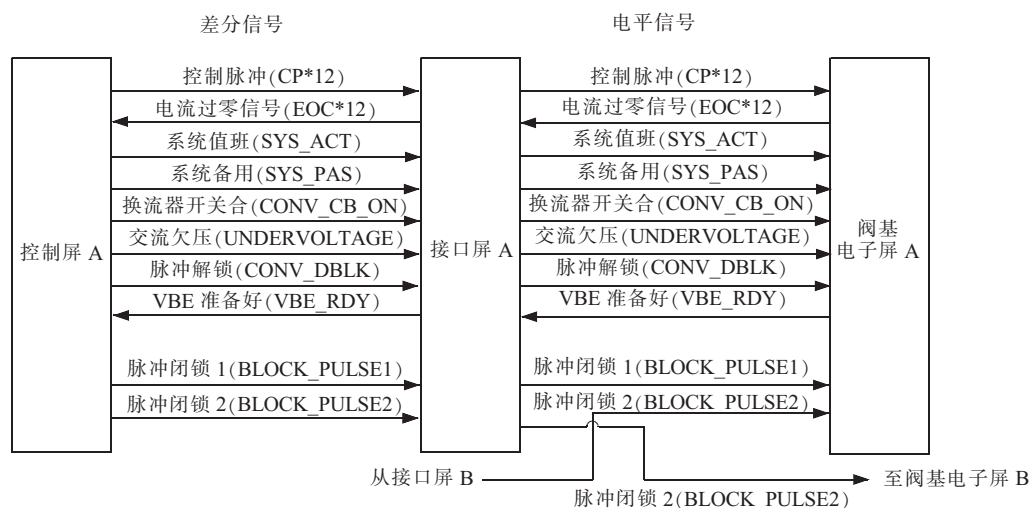 差分信号
电平信号
控制屏 A
控制脉冲(CP*12)
电流过零信号(EOC*12)
系统值班(SYS_ACT)
系统备用(SYS_PAS)
换流器开关合(CONV_CB_ON)
交流欠压(UNDERVOLTAGE)
脉冲解锁(CONV_DBLK)
VBE 准备好(VBE_RDY)
脉冲闭锁 1(BLOCK_PULSE1)
脉冲闭锁 2(BLOCK_PULSE2)
接口屏 A
控制脉冲(CP*12)
电流过零信号(EOC*12)
系统值班(SYS_ACT)
系统备用(SYS_PAS)
换流器开关合(CONV_CB_ON)
交流欠压(UNDERVOLTAGE)
脉冲解锁(CONV_DBLK)
VBE 准备好(VBE_RDY)
脉冲闭锁 1(BLOCK_PULSE1)
脉冲闭锁 2(BLOCK PULSE2)
阀基
电子屏 A
从接口屏 B
至阀基电子屏 B
脉冲闭锁 2(BLOCK PULSE2)